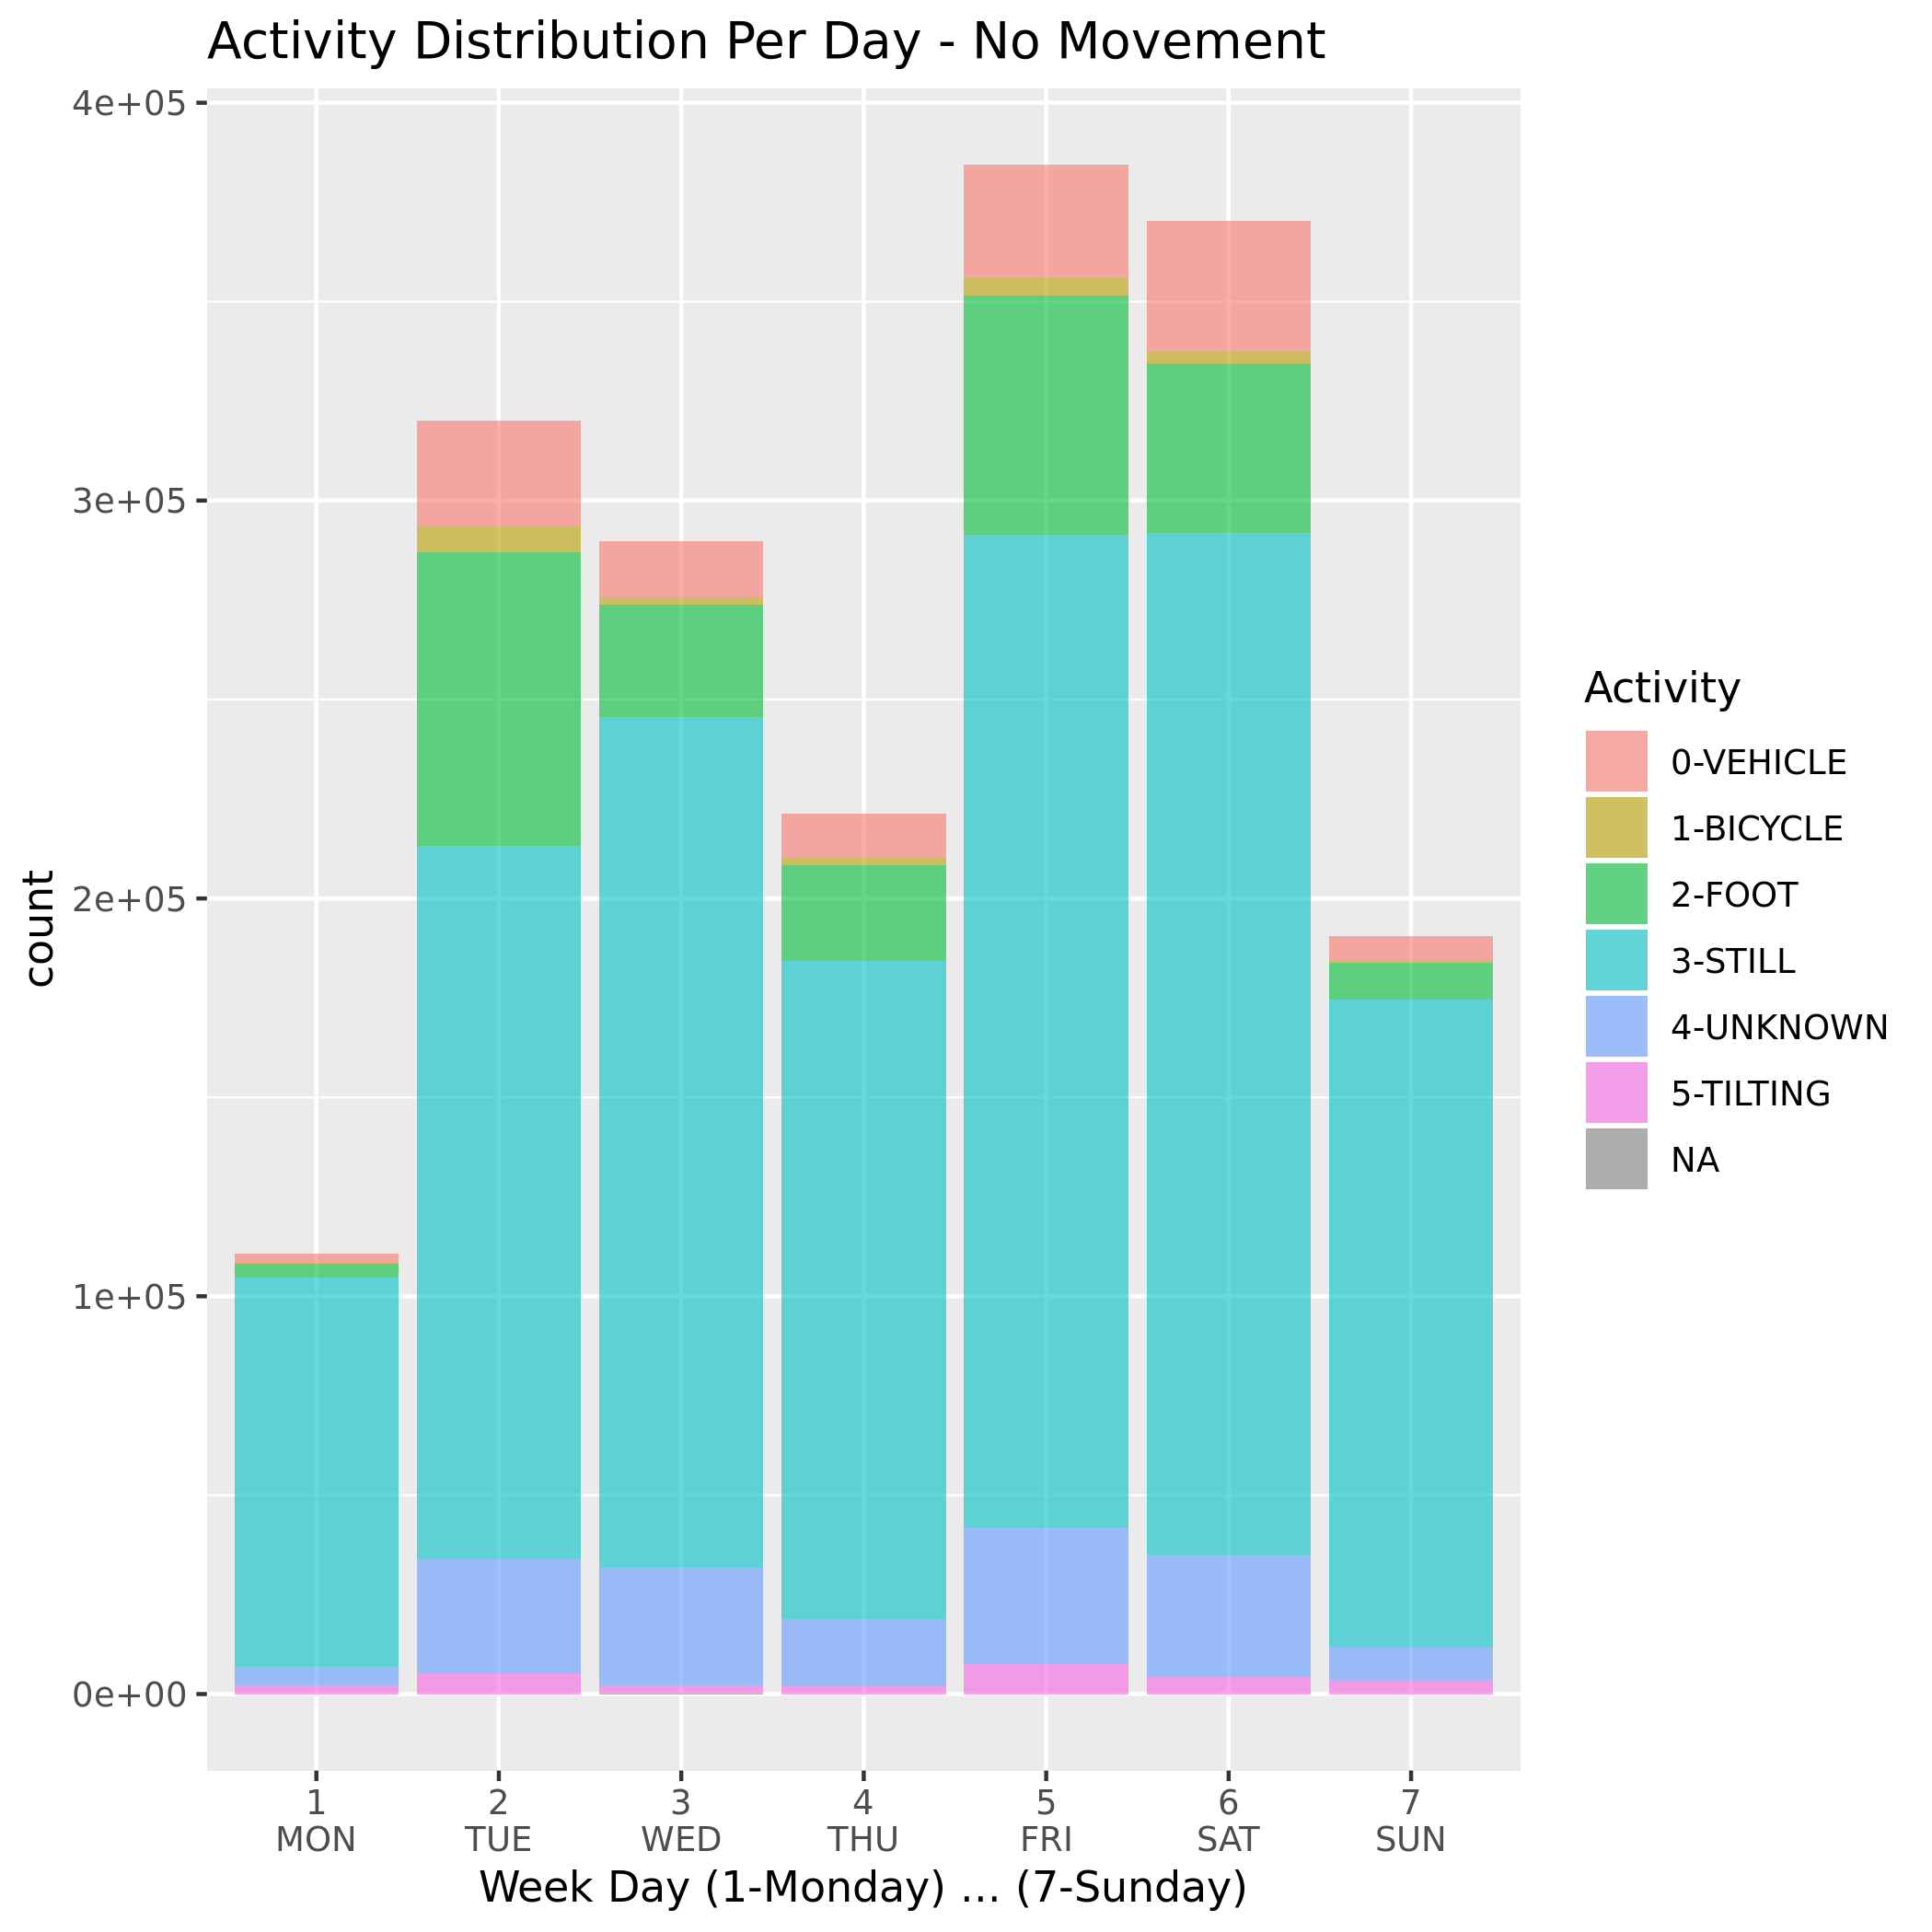 Activity Distribution Per Day - No Movement
4e+05
3e+05
2e+05
1e+05
0e+00
count
1
MON
2
TUE
3
WED
4
THU
5
FRI
6
SAT
7
SUN
Week Day (1-Monday) ... (7-Sunday)
Activity
0-VEHICLE
1-BICYCLE
2-FOOT
3-STILL
4-UNKNOWN
5-TILTING
NA